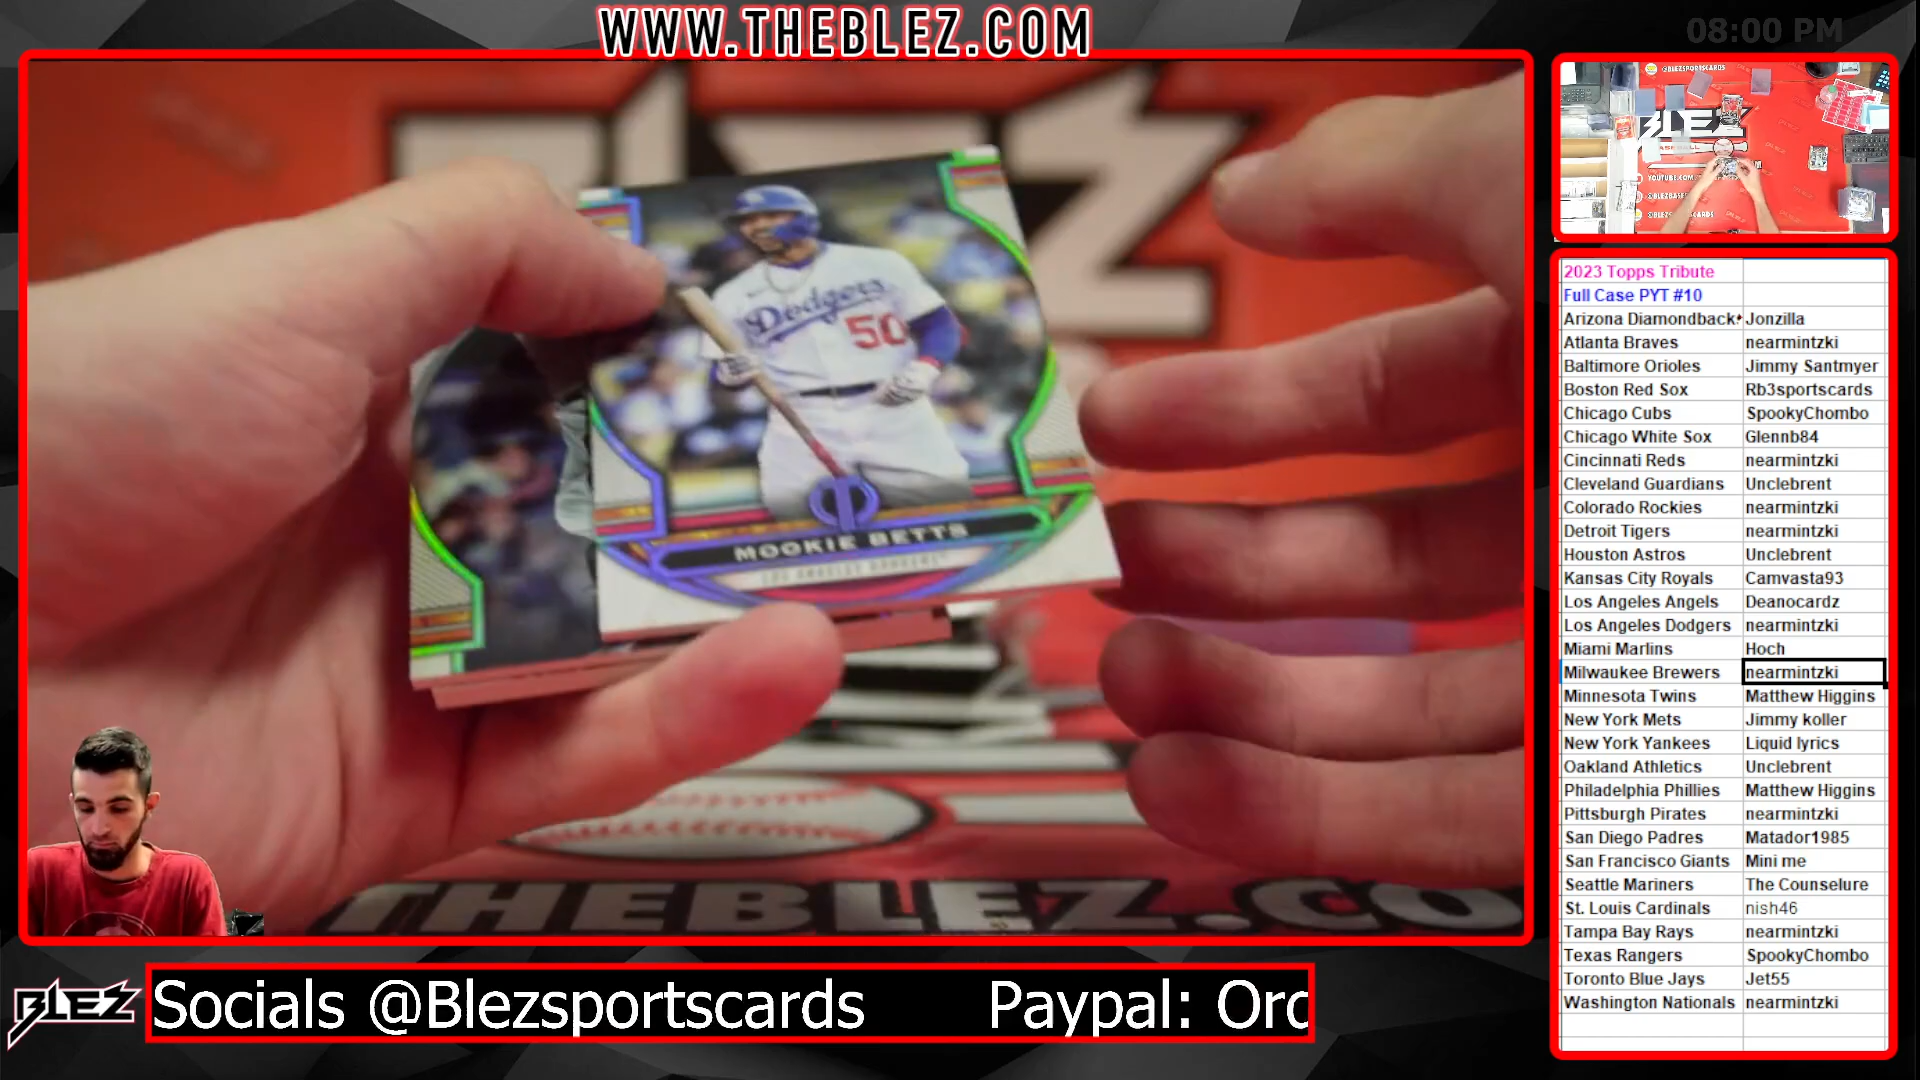 WWW.THEBLEZ.COM
08:00 PM
Dodgers
50
MOOKIE BETTS
LOS ANGELES DODGERS
THEBLEZ.CO
@BLEZSPORTSCARDS
BLEZ
YOUTUBE.COM
2023 Topps Tribute
Full Case PYT #10
Arizona Diamondback Jonzilla
Atlanta Braves nearmintzki
Baltimore Orioles Jimmy Santmyer
Boston Red Sox Rb3sportscards
Chicago Cubs SpookyChombo
Chicago White Sox Glennb84
Cincinnati Reds nearmintzki
Cleveland Guardians Unclebrent
Colorado Rockies nearmintzki
Detroit Tigers nearmintzki
Houston Astros Unclebrent
Kansas City Royals Camvasta93
Los Angeles Angels Deanocardz
Los Angeles Dodgers nearmintzki
Miami Marlins Hoch
Milwaukee Brewers nearmintzki
Minnesota Twins Matthew Higgins
New York Mets Jimmy koller
New York Yankees Liquid lyrics
Oakland Athletics Unclebrent
Philadelphia Phillies Matthew Higgins
Pittsburgh Pirates nearmintzki
San Diego Padres Matador1985
San Francisco Giants Mini me
Seattle Mariners The Counselure
St. Louis Cardinals nish46
Tampa Bay Rays nearmintzki
Texas Rangers SpookyChombo
Toronto Blue Jays Jet55
Washington Nationals nearmintzki
BLEZ
Socials @Blezsportscards Paypal: Orc